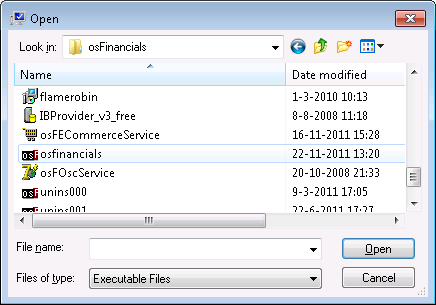 Open
Look in: osFinancials
Name Date modified
flamerobin 1-3-2010 10:13
IBProvider_v3_free 8-8-2008 11:18
osFECommerceService 16-11-2011 15:28
osf osfinancials 22-11-2011 13:20
osFOscService 20-10-2008 21:33
osf unins000 9-3-2011 17:05
osf unins001 22-6-2011 17:27
File name: Open
Files of type: Executable Files Cancel